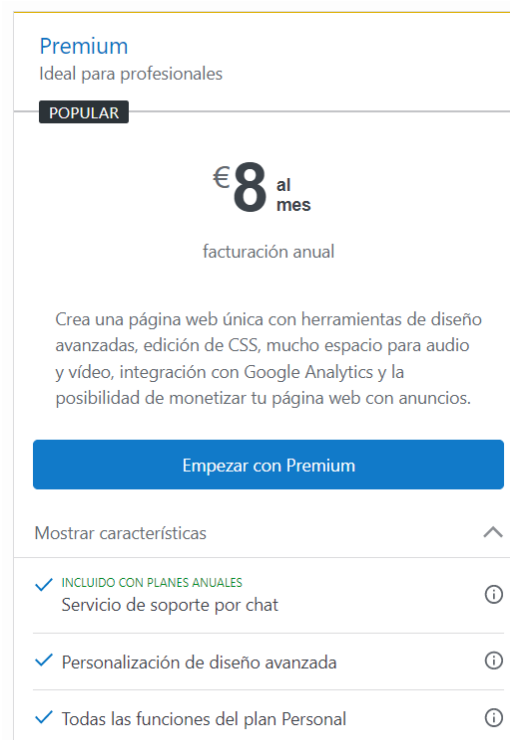 Premium
Ideal para profesionales
POPULAR
€8 al
mes
facturación anual
Crea una página web única con herramientas de diseño
avanzadas, edición de CSS, mucho espacio para audio
y vídeo, integración con Google Analytics y la
posibilidad de monetizar tu página web con anuncios.
Empezar con Premium
Mostrar características
INCLUIDO CON PLANES ANUALES
Servicio de soporte por chat
Personalización de diseño avanzada
Todas las funciones del plan Personal